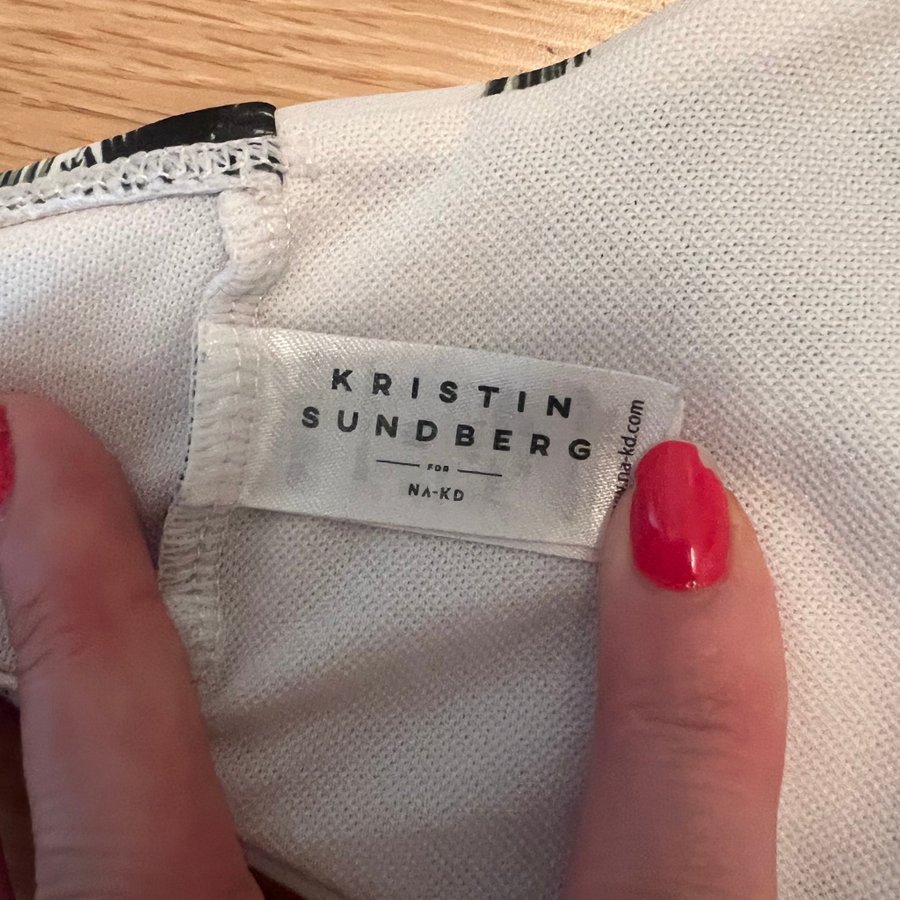 KRISTIN
SUNDBERG
FOR
NA-KD
.na-kd.com